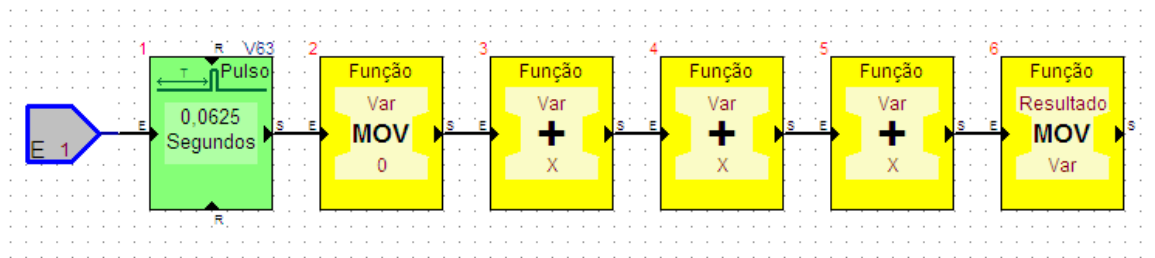 1 R V63 2 3 4 5 6
T Pulso Função Função Função Função Função
Var Var Var Var Resultado
0,0625
E S E MOV S E + S E + S E + S E MOV S
Segundos
E 1
0 X X X Var
R